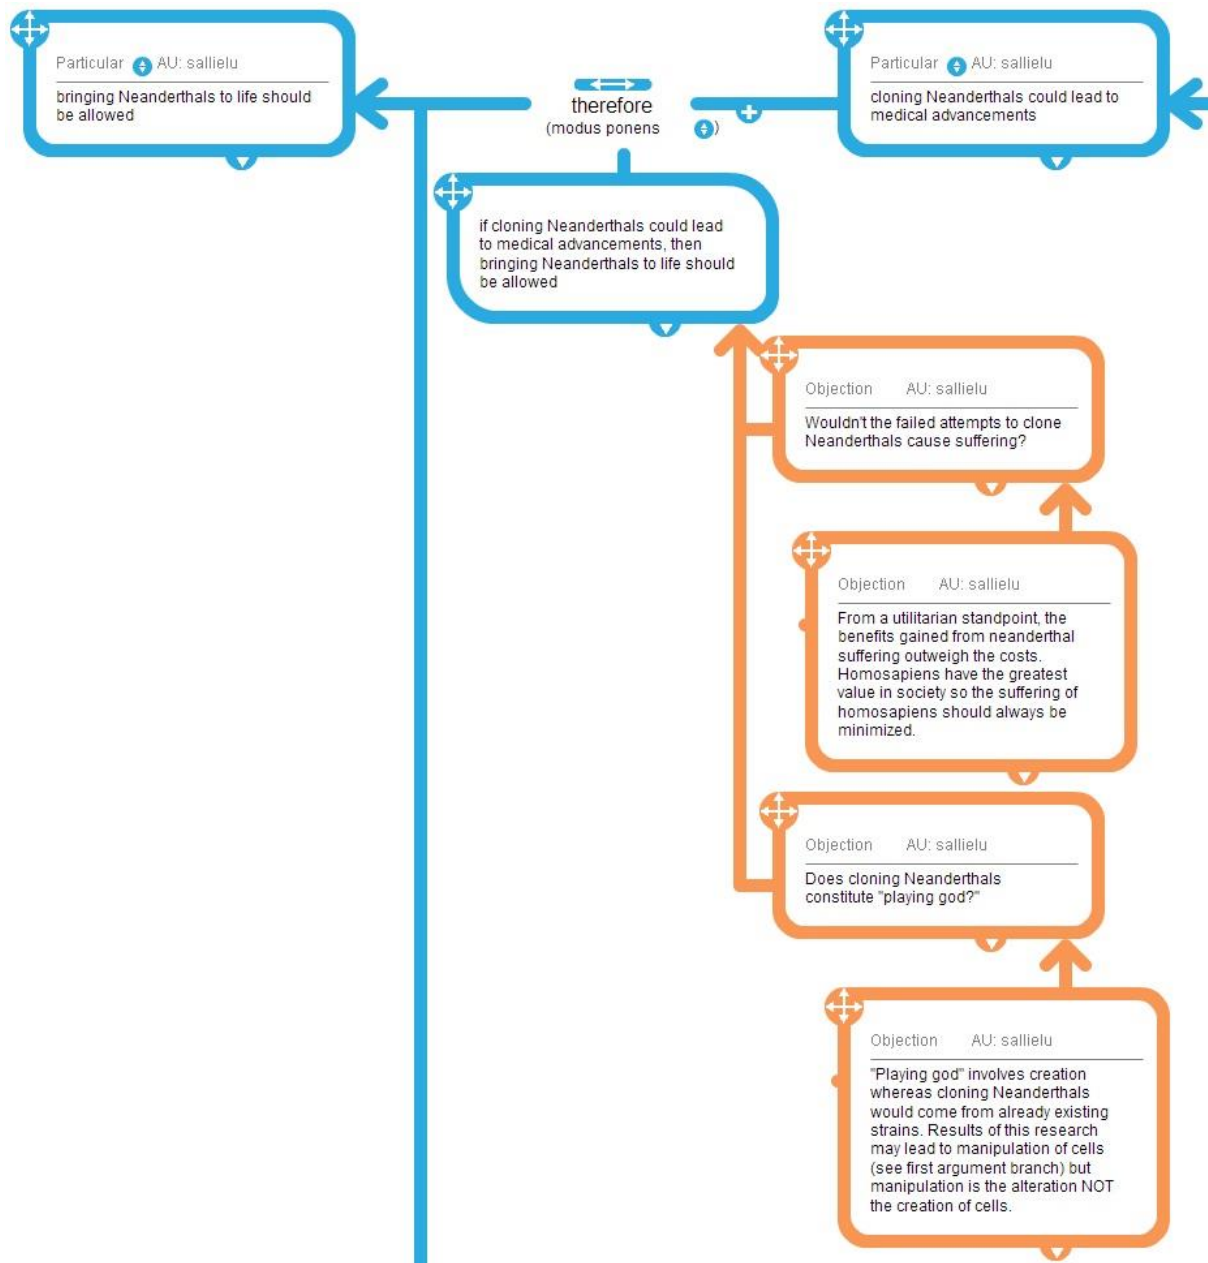 Particular AU: sallielu
bringing Neanderthals to life should
be allowed
therefore
(modus ponens )
Particular AU: sallielu
cloning Neanderthals could lead to
medical advancements
if cloning Neanderthals could lead
to medical advancements, then
bringing Neanderthals to life should
be allowed
Objection AU: sallielu
Wouldn't the failed attempts to clone
Neanderthals cause suffering?
Objection AU: sallielu
From a utilitarian standpoint, the
benefits gained from neanderthal
suffering outweigh the costs.
Homosapiens have the greatest
value in society so the suffering of
homosapiens should always be
minimized.
Objection AU: sallielu
Does cloning Neanderthals
constitute "playing god?"
Objection AU: sallielu
"Playing god" involves creation
whereas cloning Neanderthals
would come from already existing
strains. Results of this research
may lead to manipulation of cells
(see first argument branch) but
manipulation is the alteration NOT
the creation of cells.